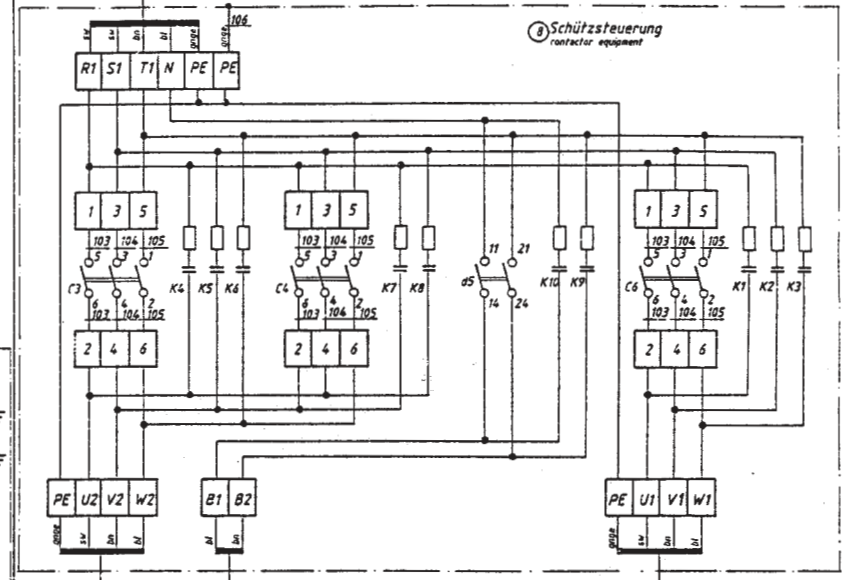 106
8 Schützsteuerung
contactor equipment
sw sw bn bl gnge gnge
R1 S1 T1 N PE PE
1 3 5 1 3 5 1 3 5
11 21
103 104 105 103 104 105 103 104 105
5 3 1 5 3 1 5 3 1
C3 K4 K5 K6 C4 K7 K8 d5 K10 K9 C6 K1 K2 K3
6 4 2 6 4 2 14 24 6 4 2
103 104 105 103 104 105 103 104 105
2 4 6 2 4 6 2 4 6
PE U2 V2 W2 B1 B2 PE U1 V1 W1
gnge sw bn bl bl bn gnge sw bn bl